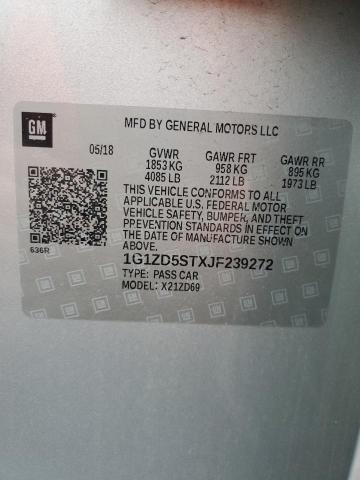 GM
MFD BY GENERAL MOTORS LLC
05/18 GVWR GAWR FRT GAWR RR
1853 KG 958 KG 895 KG
4085 LB 2112 LB 1973 LB
THIS VEHICLE CONFORMS TO ALL
APPLICABLE U.S. FEDERAL MOTOR
VEHICLE SAFETY, BUMPER, AND THEFT
PPEVENTION STANDARDS IN EFFECT
ON THE DATE OF MANUFACTURE SHOWN
ABOVE.
636R
1G1ZD5STXJF239272
TYPE: PASS CAR
MODEL: X21ZD69